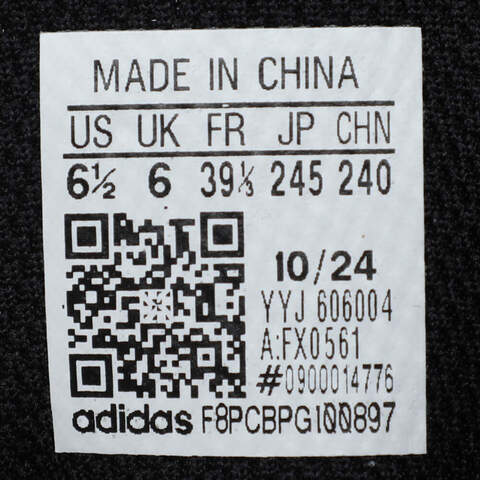 MADE IN CHINA
US UK FR JP CHN
6½ 6 39⅓ 245 240
10/24
YYJ 606004
A:FX0561
#0900014776
adidas F8PCBPG100897